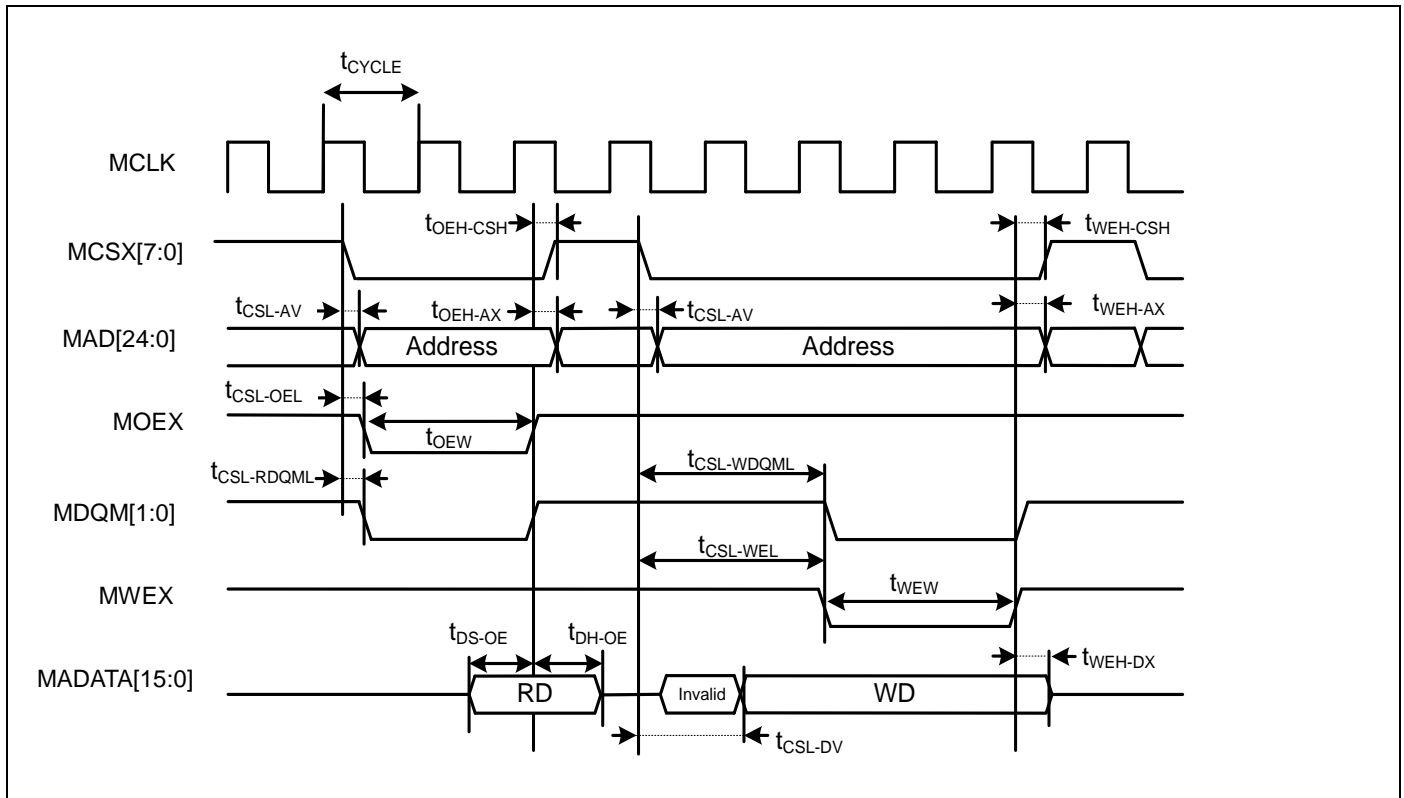 tCYCLE
MCLK
tOEH-CSH
tWEH-CSH
MCSX[7:0]
tCSL-AV
tOEH-AX
tCSL-AV
tWEH-AX
MAD[24:0]
Address
Address
tCSL-OEL
MOEX
tOEW
tCSL-RDQML
tCSL-WDQML
MDQM[1:0]
tCSL-WEL
MWEX
tWEW
tDS-OE
tDH-OE
tWEH-DX
MADATA[15:0]
RD
Invalid
WD
tCSL-DV